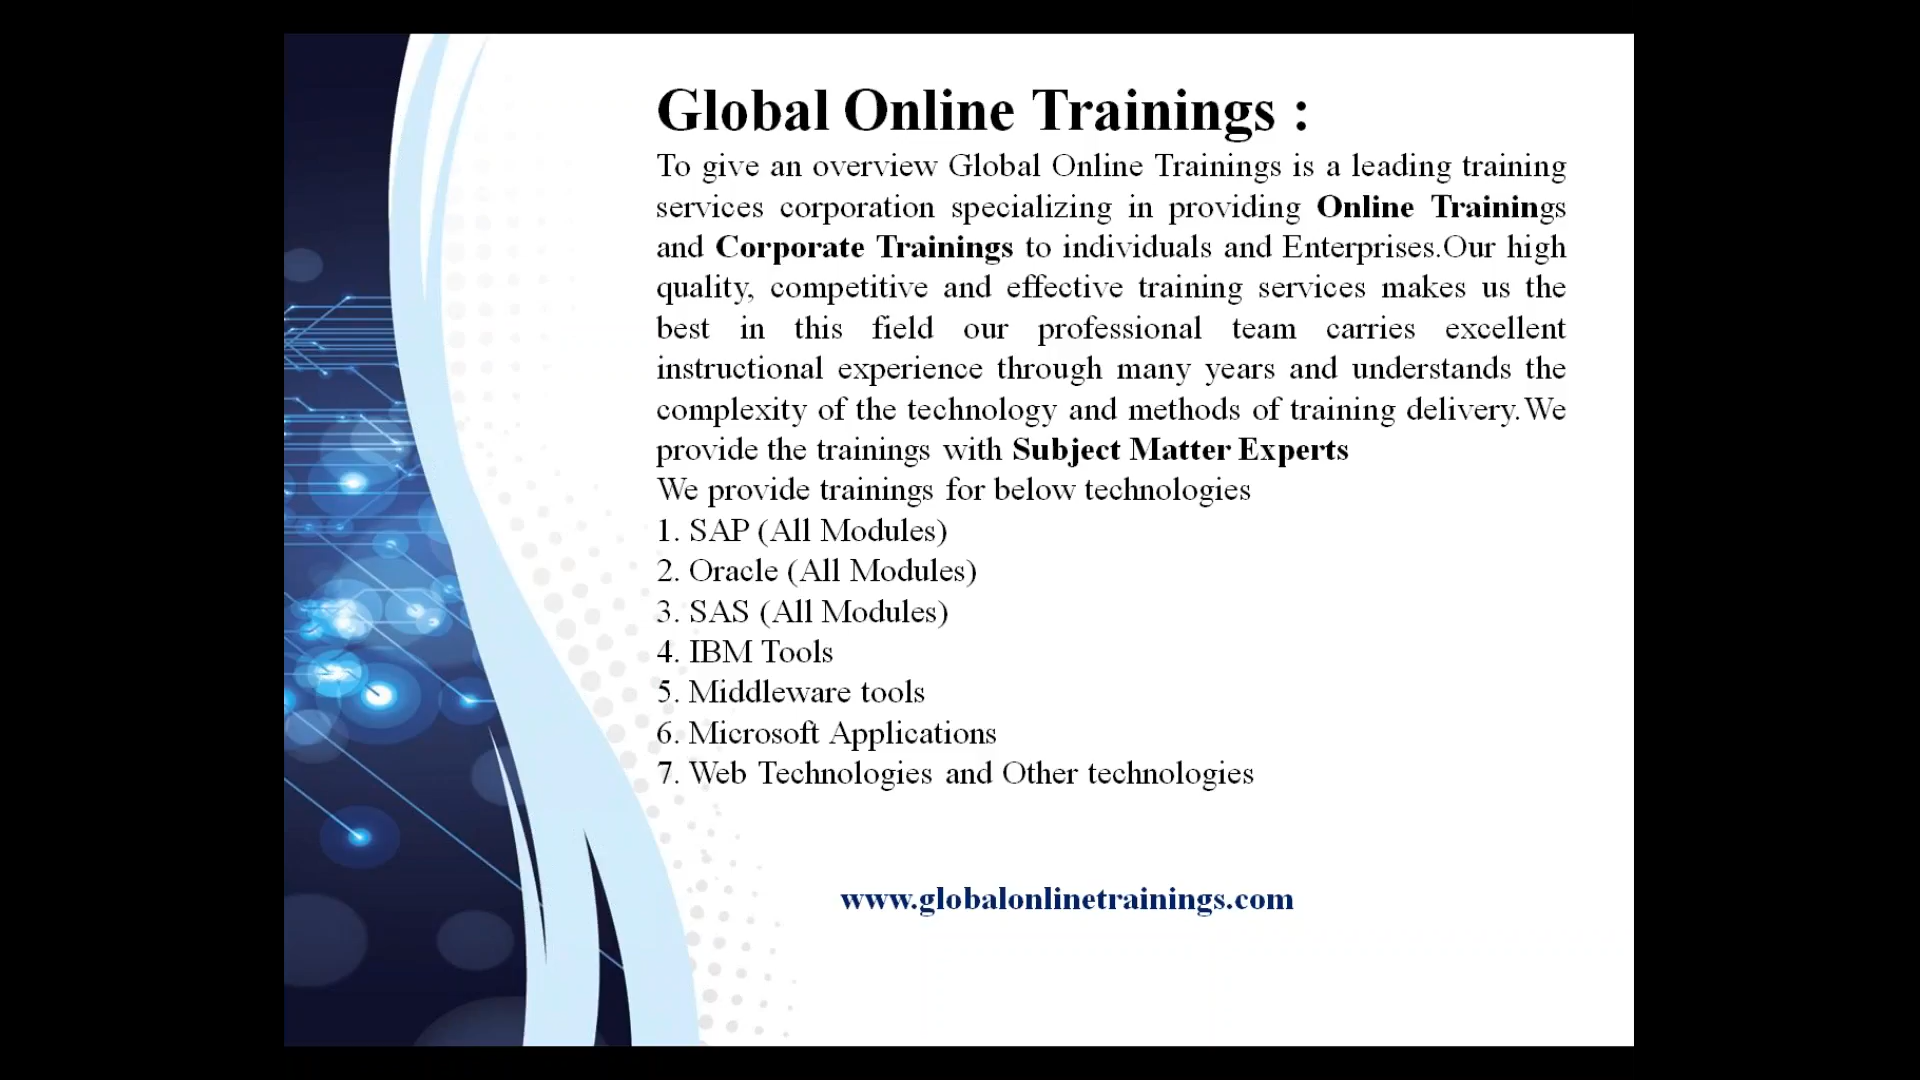 Global Online Trainings :
To give an overview Global Online Trainings is a leading training
services corporation specializing in providing Online Trainings
and Corporate Trainings to individuals and Enterprises.Our high
quality, competitive and effective training services makes us the
best in this field our professional team carries excellent
instructional experience through many years and understands the
complexity of the technology and methods of training delivery.We
provide the trainings with Subject Matter Experts
We provide trainings for below technologies
1. SAP (All Modules)
2. Oracle (All Modules)
3. SAS (All Modules)
4. IBM Tools
5. Middleware tools
6. Microsoft Applications
7. Web Technologies and Other technologies
www.globalonlinetrainings.com